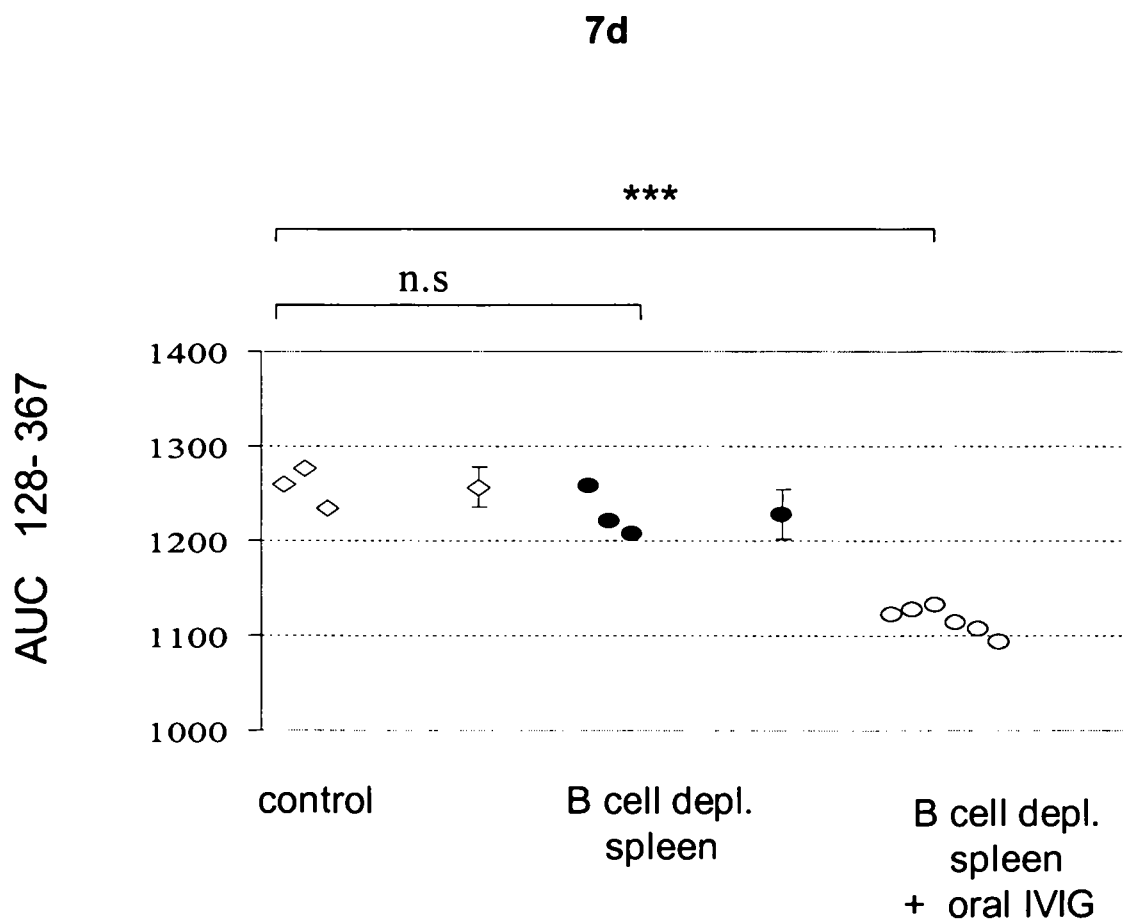 7d
***
n.s
1400
1300
1200
1100
1000
AUC 128- 367
control
B cell depl.
spleen
B cell depl.
spleen
+ oral IVIG